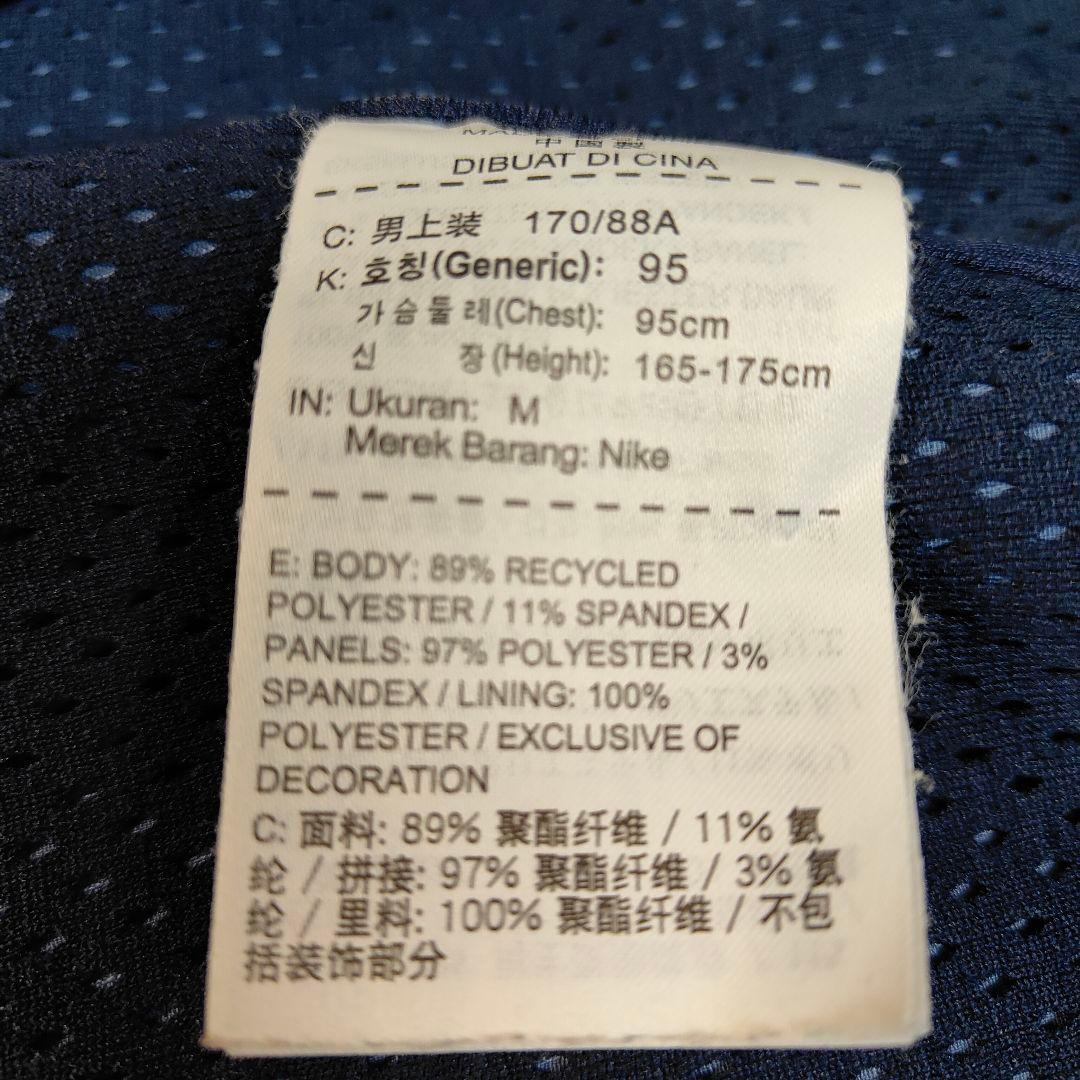 中国製
DIBUAT DI CINA
C: 男上装 170/88A
K: 호칭(Generic): 95
가슴둘레(Chest): 95cm
신 장(Height): 165-175cm
IN: Ukuran: M
Merek Barang: Nike
E: BODY: 89% RECYCLED
POLYESTER / 11% SPANDEX /
PANELS: 97% POLYESTER / 3%
SPANDEX / LINING: 100%
POLYESTER / EXCLUSIVE OF
DECORATION
C: 面料: 89% 聚酯纤维 / 11% 氨
纶 / 拼接: 97% 聚酯纤维 / 3% 氨
纶 / 里料: 100% 聚酯纤维 / 不包
括装饰部分